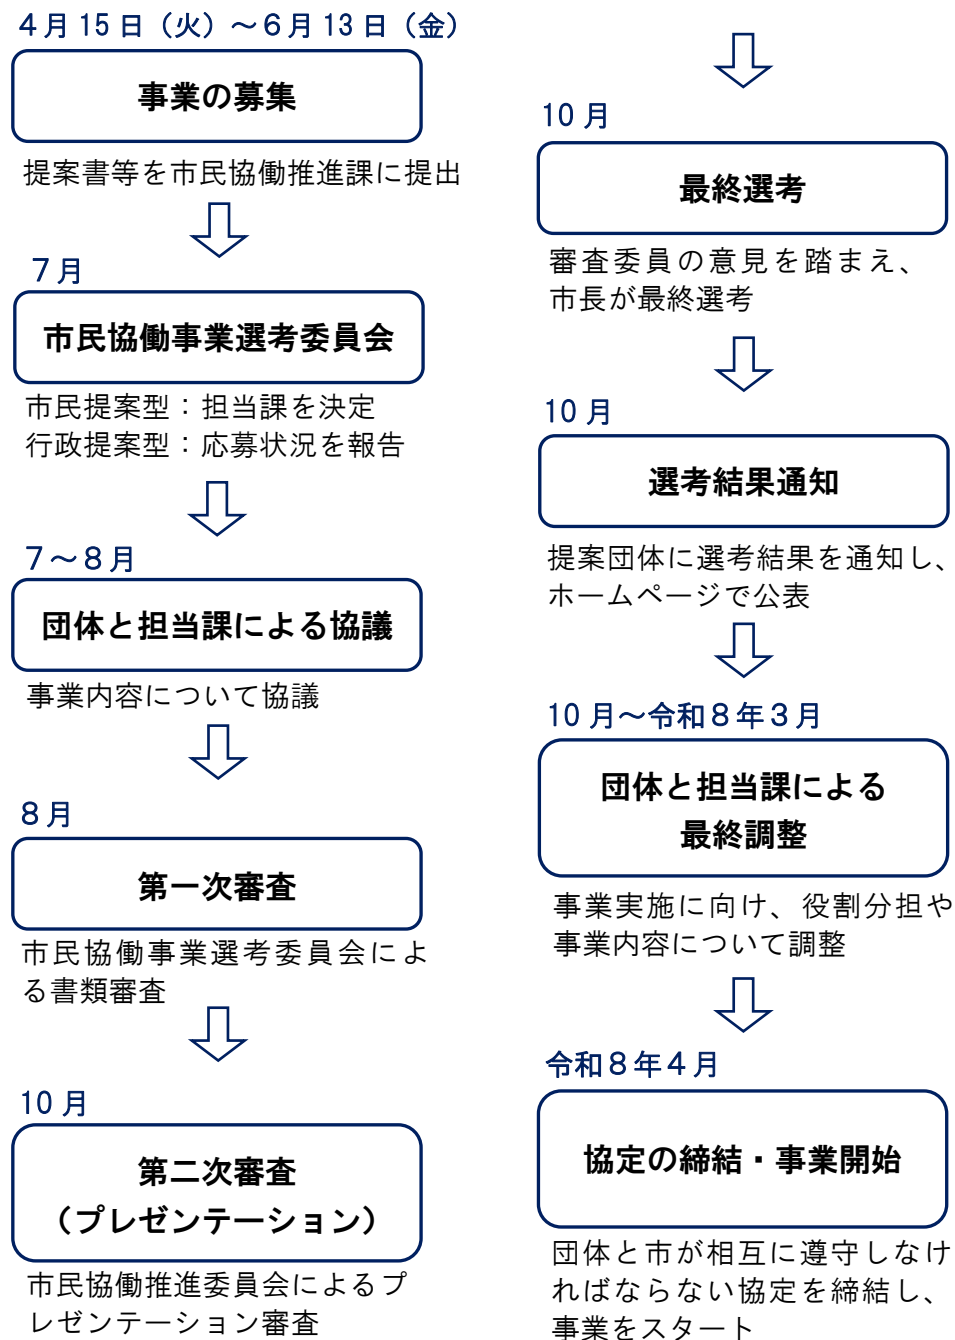 ４月 15 日（火）～６月 13 日（金）
事業の募集
提案書等を市民協働推進課に提出
７月
市民協働事業選考委員会
市民提案型：担当課を決定
行政提案型：応募状況を報告
７～８月
団体と担当課による協議
事業内容について協議
８月
第一次審査
市民協働事業選考委員会によ
る書類審査
10 月
第二次審査
（プレゼンテーション）
市民協働推進委員会によるプ
レゼンテーション審査
10 月
最終選考
審査委員の意見を踏まえ、
市長が最終選考
10 月
選考結果通知
提案団体に選考結果を通知し、
ホームページで公表
10 月～令和８年３月
団体と担当課による
最終調整
事業実施に向け、役割分担や
事業内容について調整
令和８年４月
協定の締結・事業開始
団体と市が相互に遵守しなけ
ればならない協定を締結し、
事業をスタート